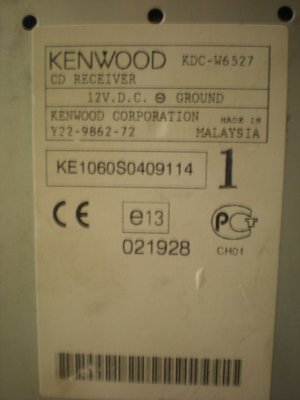 KENWOOD KDC-W6527
CD RECEIVER
12V.D.C. ⊖ GROUND
KENWOOD CORPORATION MADE IN
Y22-9862-72 MALAYSIA
KE1060S0409114 1
CE e13 PCT
021928 CH01